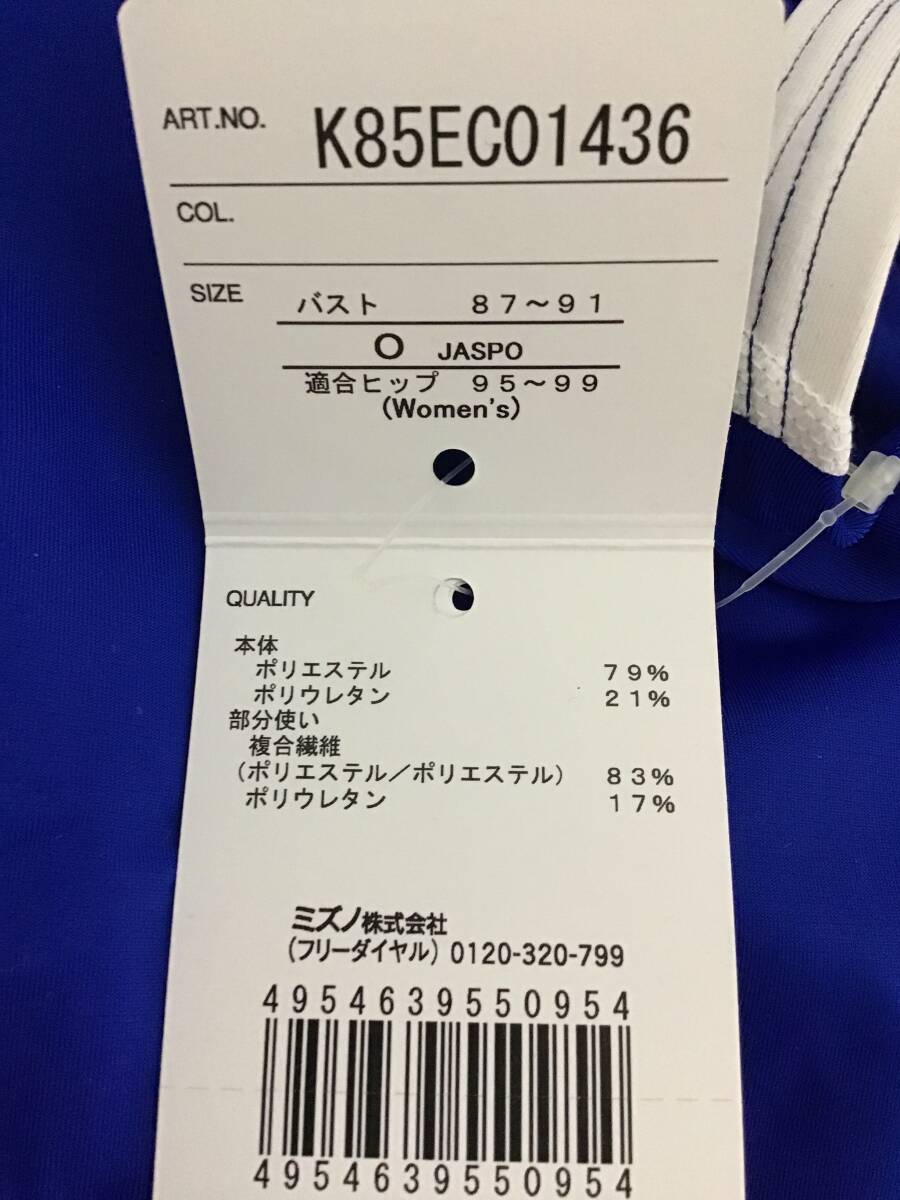 ART.NO. K85EC01436
COL.
SIZE バスト 87～91
O JASPO
適合ヒップ 95～99
(Women's)
QUALITY
本体
ポリエステル 79%
ポリウレタン 21%
部分使い
複合繊維
(ポリエステル／ポリエステル) 83%
ポリウレタン 17%
ミズノ株式会社
(フリーダイヤル) 0120-320-799
4954639550954
4954639550954